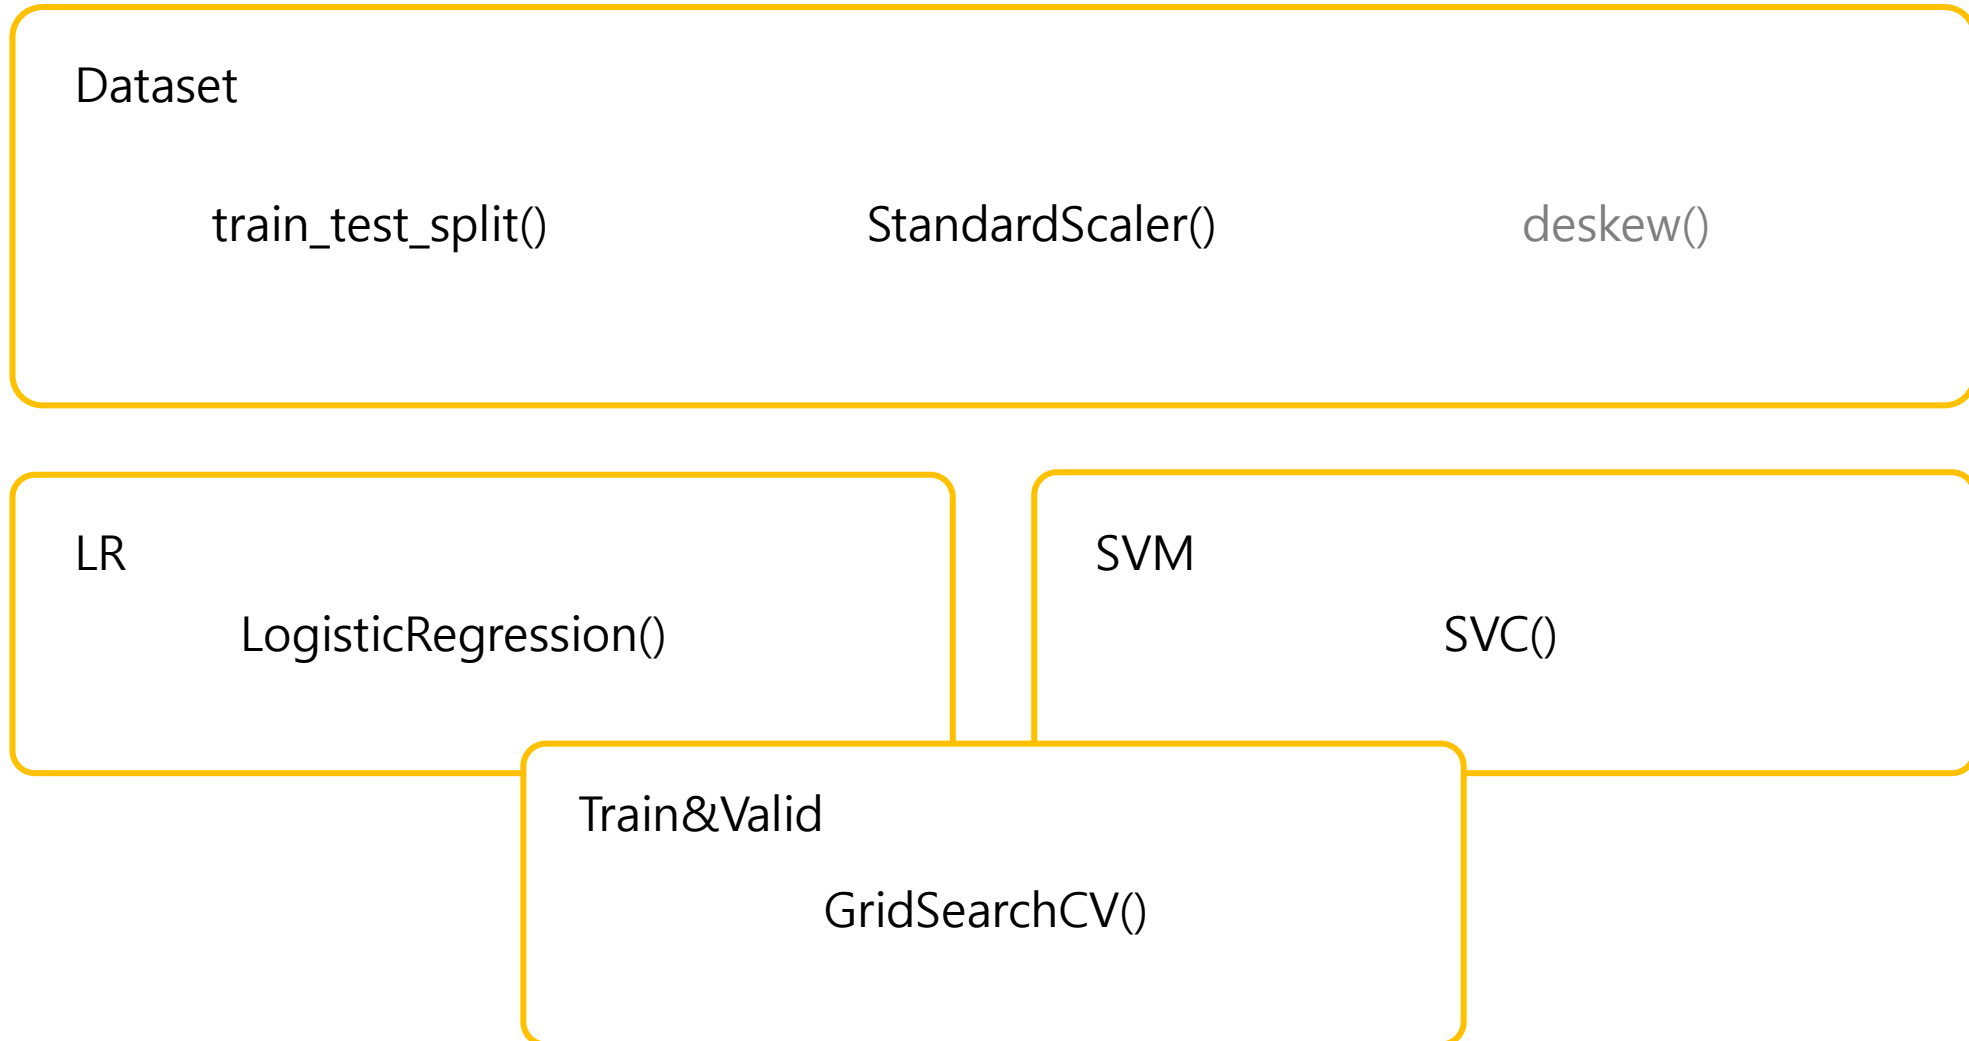 Dataset
train_test_split() StandardScaler() deskew()
LR
LogisticRegression()
SVM
SVC()
Train&Valid
GridSearchCV()